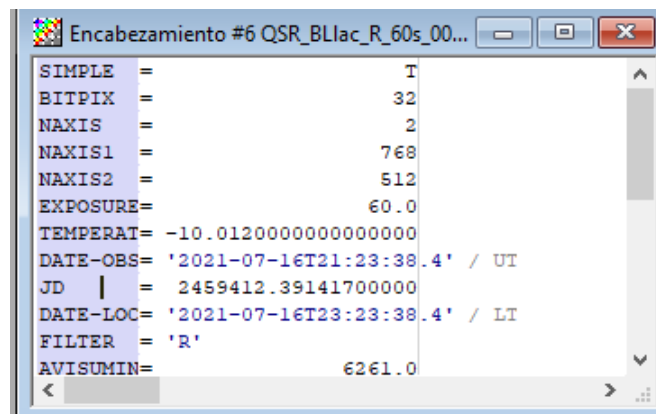 Encabezamiento #6 QSR_BLlac_R_60s_00...
SIMPLE = T
BITPIX = 32
NAXIS = 2
NAXIS1 = 768
NAXIS2 = 512
EXPOSURE= 60.0
TEMPERAT= -10.0120000000000000
DATE-OBS= '2021-07-16T21:23:38.4' / UT
JD = 2459412.39141700000
DATE-LOC= '2021-07-16T23:23:38.4' / LT
FILTER = 'R'
AVISUMIN= 6261.0